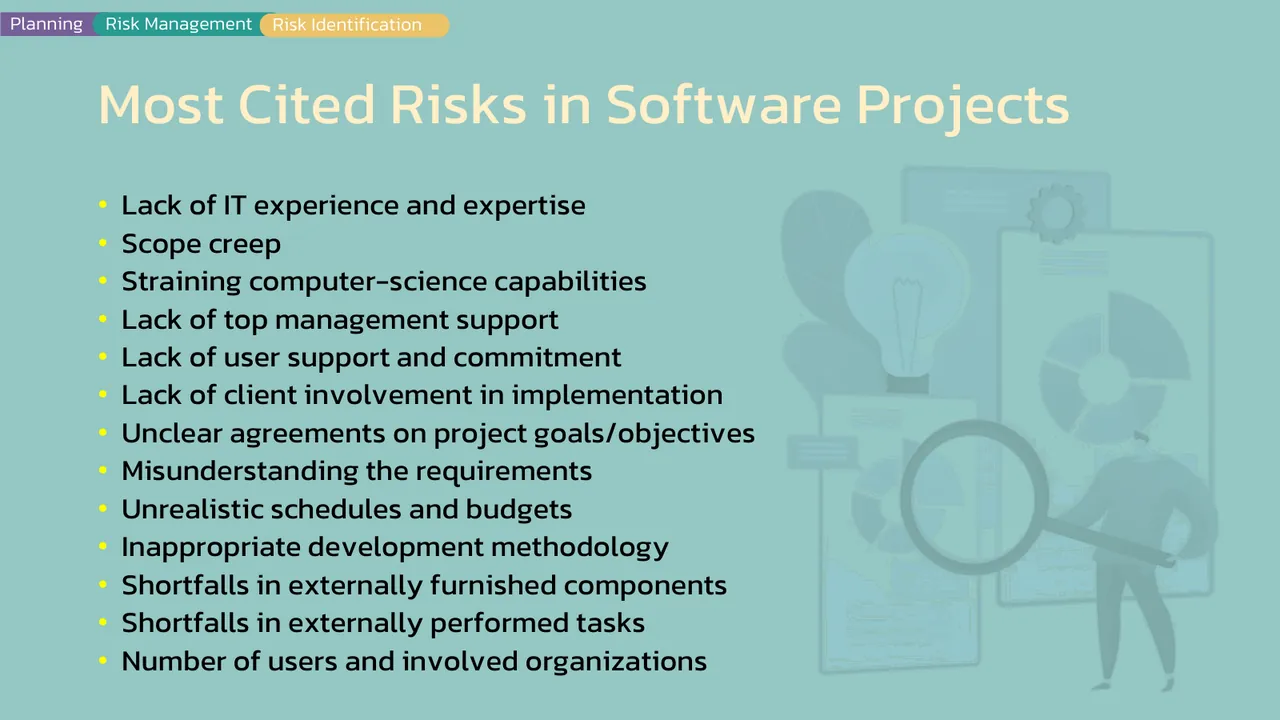 Planning
Risk Management
Risk Identification
Most Cited Risks in Software Projects
• Lack of IT experience and expertise
• Scope creep
• Straining computer-science capabilities
• Lack of top management support
• Lack of user support and commitment
• Lack of client involvement in implementation
• Unclear agreements on project goals/objectives
• Misunderstanding the requirements
• Unrealistic schedules and budgets
• Inappropriate development methodology
• Shortfalls in externally furnished components
• Shortfalls in externally performed tasks
• Number of users and involved organizations